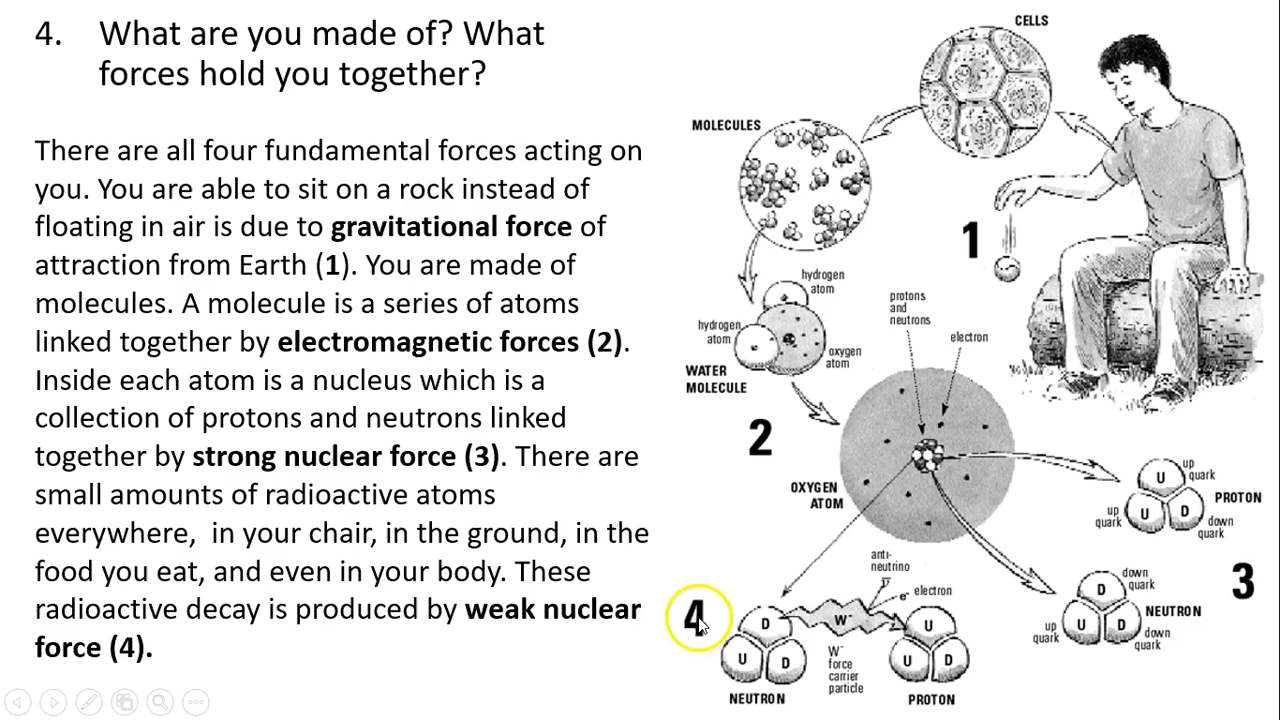 4. What are you made of? What
forces hold you together?
There are all four fundamental forces acting on
you. You are able to sit on a rock instead of
floating in air is due to gravitational force of
attraction from Earth (1). You are made of
molecules. A molecule is a series of atoms
linked together by electromagnetic forces (2).
Inside each atom is a nucleus which is a
collection of protons and neutrons linked
together by strong nuclear force (3). There are
small amounts of radioactive atoms
everywhere, in your chair, in the ground, in the
food you eat, and even in your body. These
radioactive decay is produced by weak nuclear
force (4).
CELLS
MOLECULES
1
hydrogen
atom
hydrogen
atom
oxygen
atom
WATER
MOLECULE
protons
and
neutrons
electron
2
OXYGEN
ATOM
up
quark
U
U
D
up
quark
down
quark
PROTON
3
down
quark
D
U
D
up
quark
down
quark
NEUTRON
4
anti-
neutrino
ν̅
e⁻
electron
D
U
D
NEUTRON
W⁻
W⁻
force
carrier
particle
U
U
D
PROTON